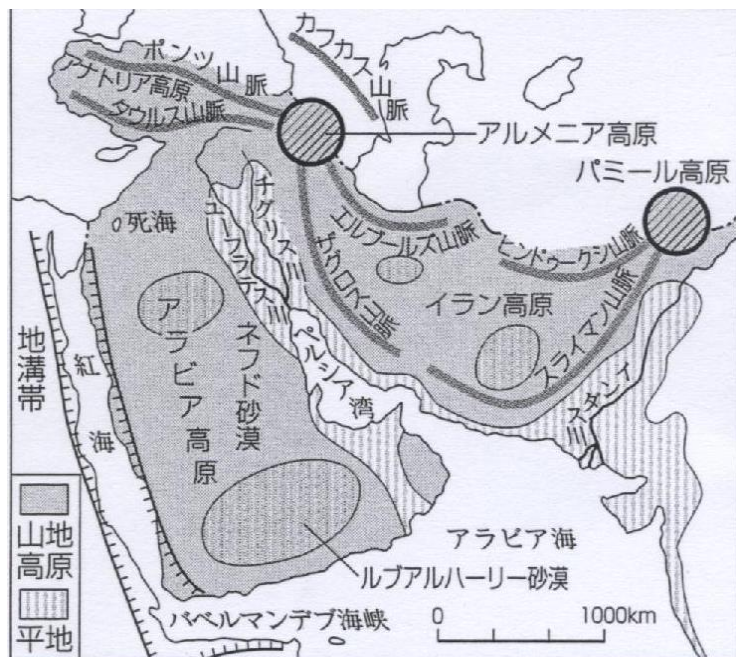 カフカス山脈
ポンツ山脈
アナトリア高原
タウルス山脈
アルメニア高原
パミール高原
チグリス川
ユーフラテス川
死海
エルブールズ山脈
ヒンドゥークシ山脈
ザグロス山脈
イラン高原
スライマン山脈
アラビア高原
ネフド砂漠
ペルシア湾
地溝帯
紅海
スタンイ川
アラビア海
ルブアルハーリー砂漠
バベルマンデブ海峡
山地
高原
平地
0 1000km